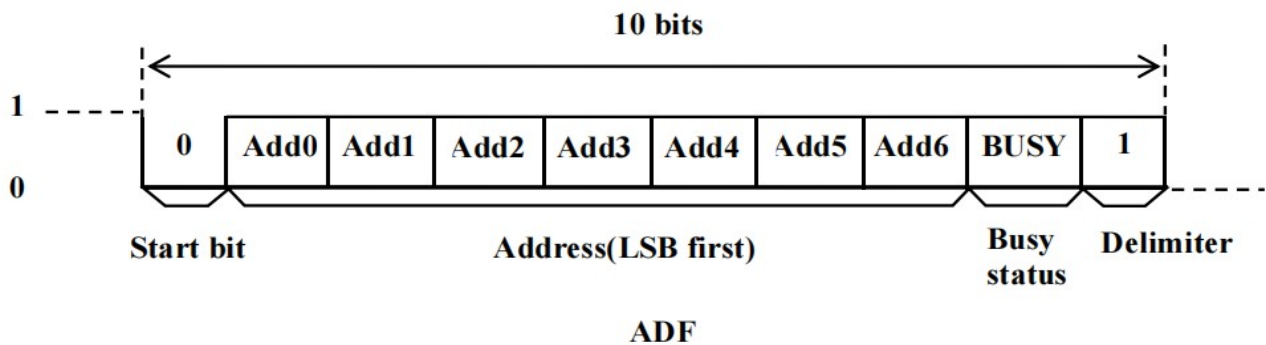 10 bits
1
0 Add0 Add1 Add2 Add3 Add4 Add5 Add6 BUSY 1
0
Start bit Address(LSB first) Busy status Delimiter
ADF